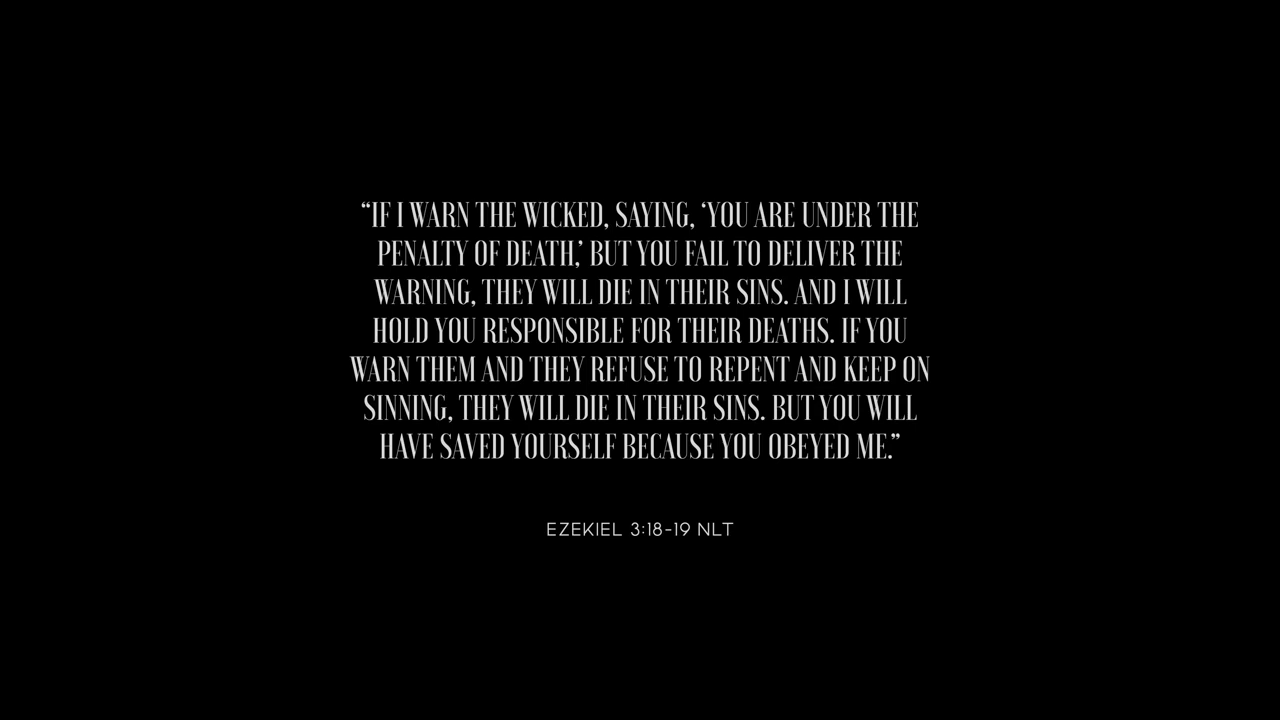 “IF I WARN THE WICKED, SAYING, ‘YOU ARE UNDER THE
PENALTY OF DEATH,’ BUT YOU FAIL TO DELIVER THE
WARNING, THEY WILL DIE IN THEIR SINS. AND I WILL
HOLD YOU RESPONSIBLE FOR THEIR DEATHS. IF YOU
WARN THEM AND THEY REFUSE TO REPENT AND KEEP ON
SINNING, THEY WILL DIE IN THEIR SINS. BUT YOU WILL
HAVE SAVED YOURSELF BECAUSE YOU OBEYED ME.”
EZEKIEL 3:18-19 NLT